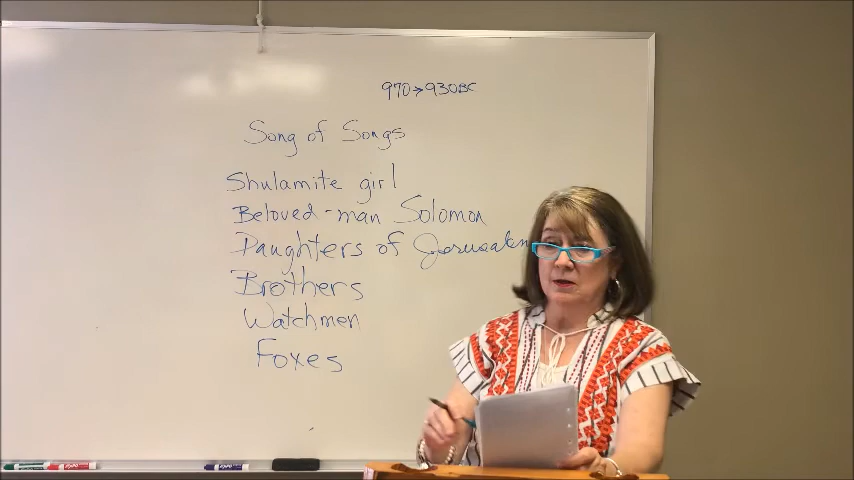 970→930BC
Song of Songs
Shulamite girl
Beloved-man Solomon
Daughters of Jerusalem
Brothers
Watchmen
Foxes